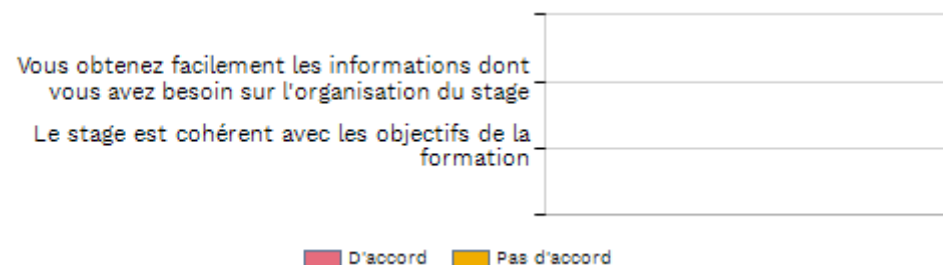 Vous obtenez facilement les informations dont
vous avez besoin sur l'organisation du stage
Le stage est cohérent avec les objectifs de la
formation
D'accord Pas d'accord